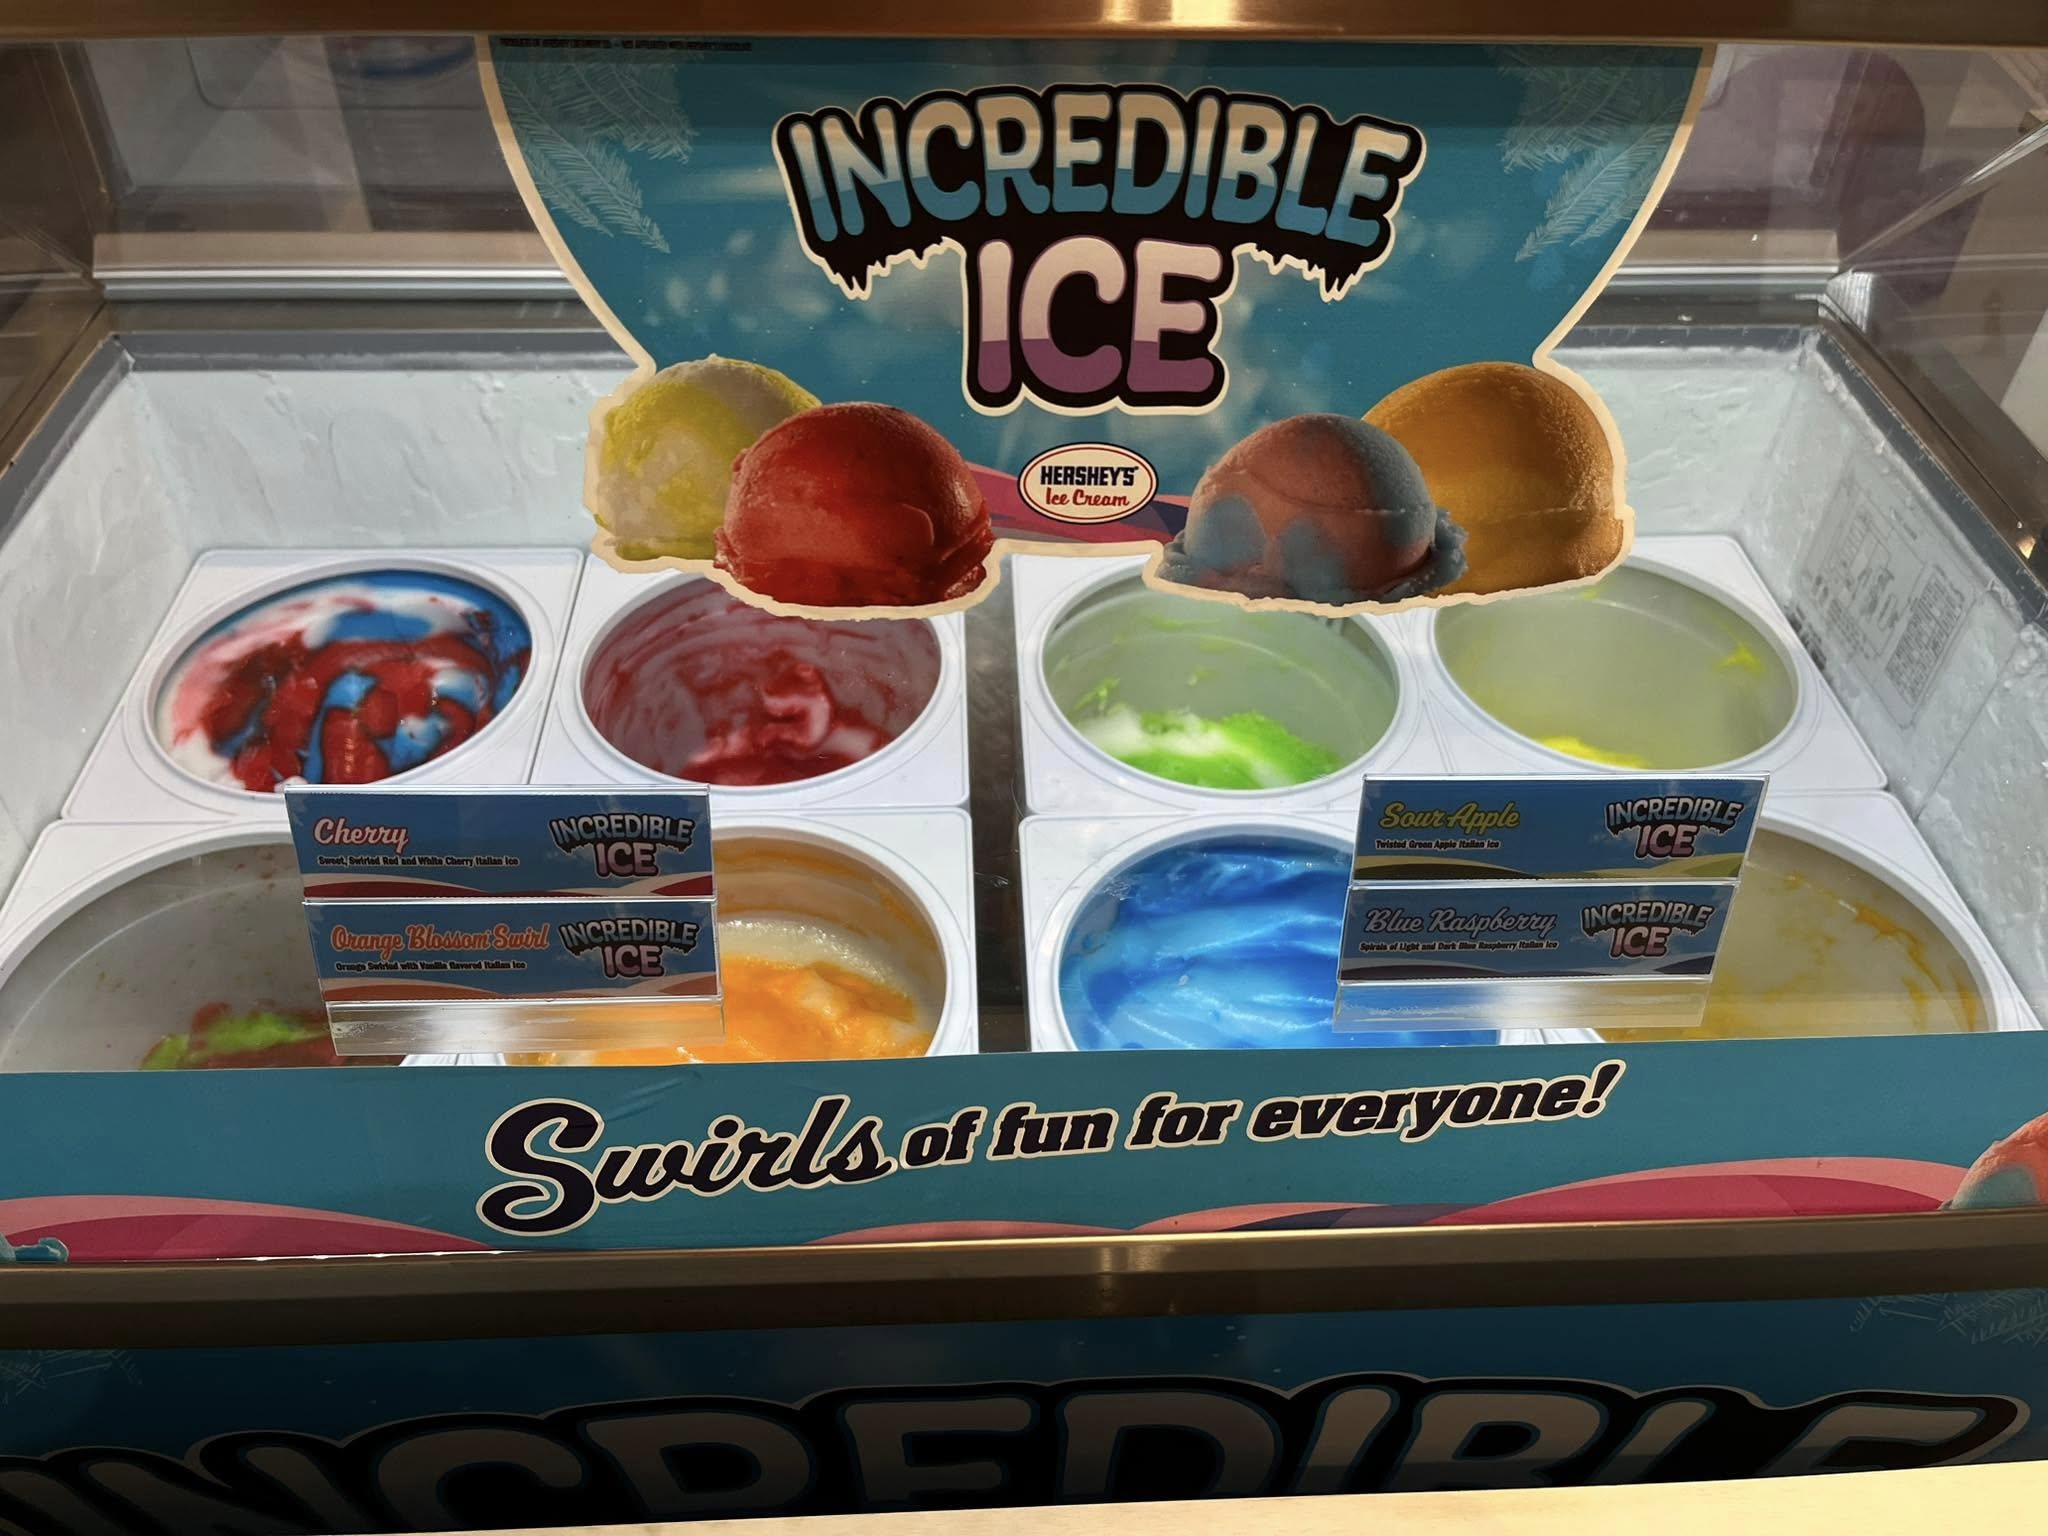 INCREDIBLE
ICE
HERSHEY'S
Ice Cream
Cherry
Sweet, Swirled Red and White Cherry Italian Ice
INCREDIBLE
ICE
Orange Blossom Swirl
Orange Swirled with Vanilla flavored Italian Ice
INCREDIBLE
ICE
Sour Apple
Twisted Green Apple Italian Ice
INCREDIBLE
ICE
Blue Raspberry
Spirals of Light and Dark Blue Raspberry Italian Ice
INCREDIBLE
ICE
Swirls of fun for everyone!
INCREDIBLE